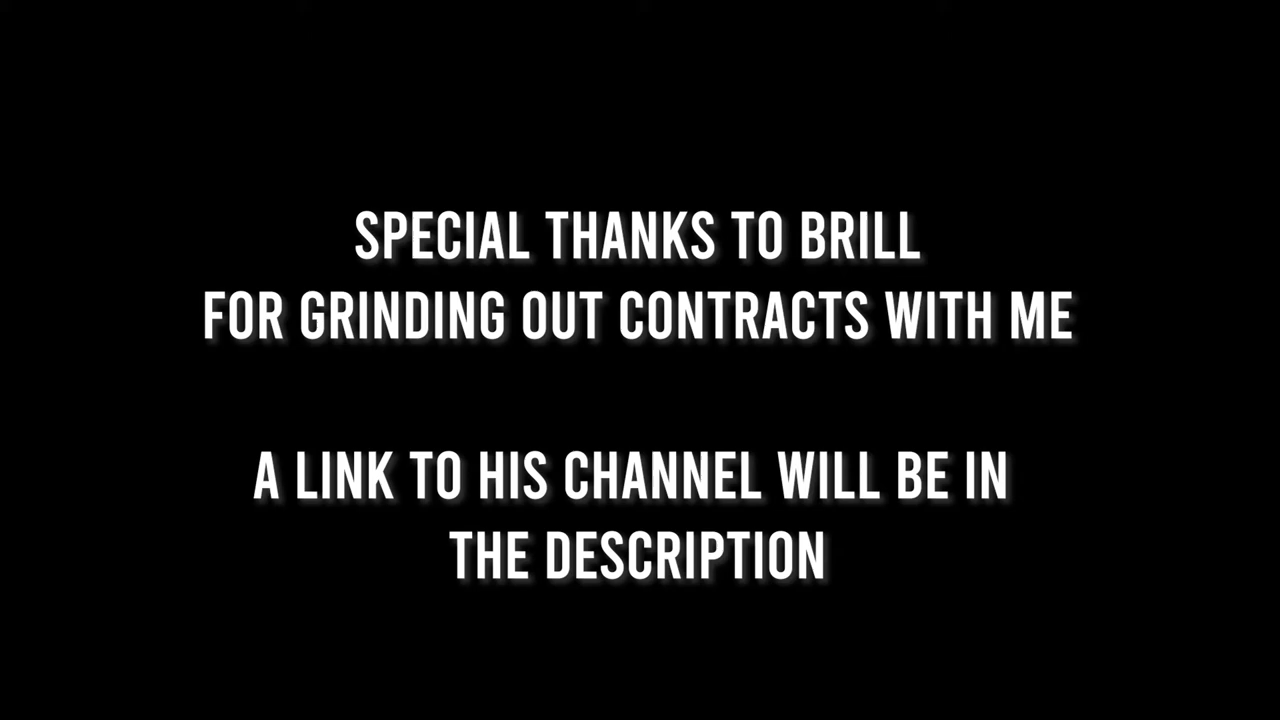 SPECIAL THANKS TO BRILL
FOR GRINDING OUT CONTRACTS WITH ME
A LINK TO HIS CHANNEL WILL BE IN
THE DESCRIPTION